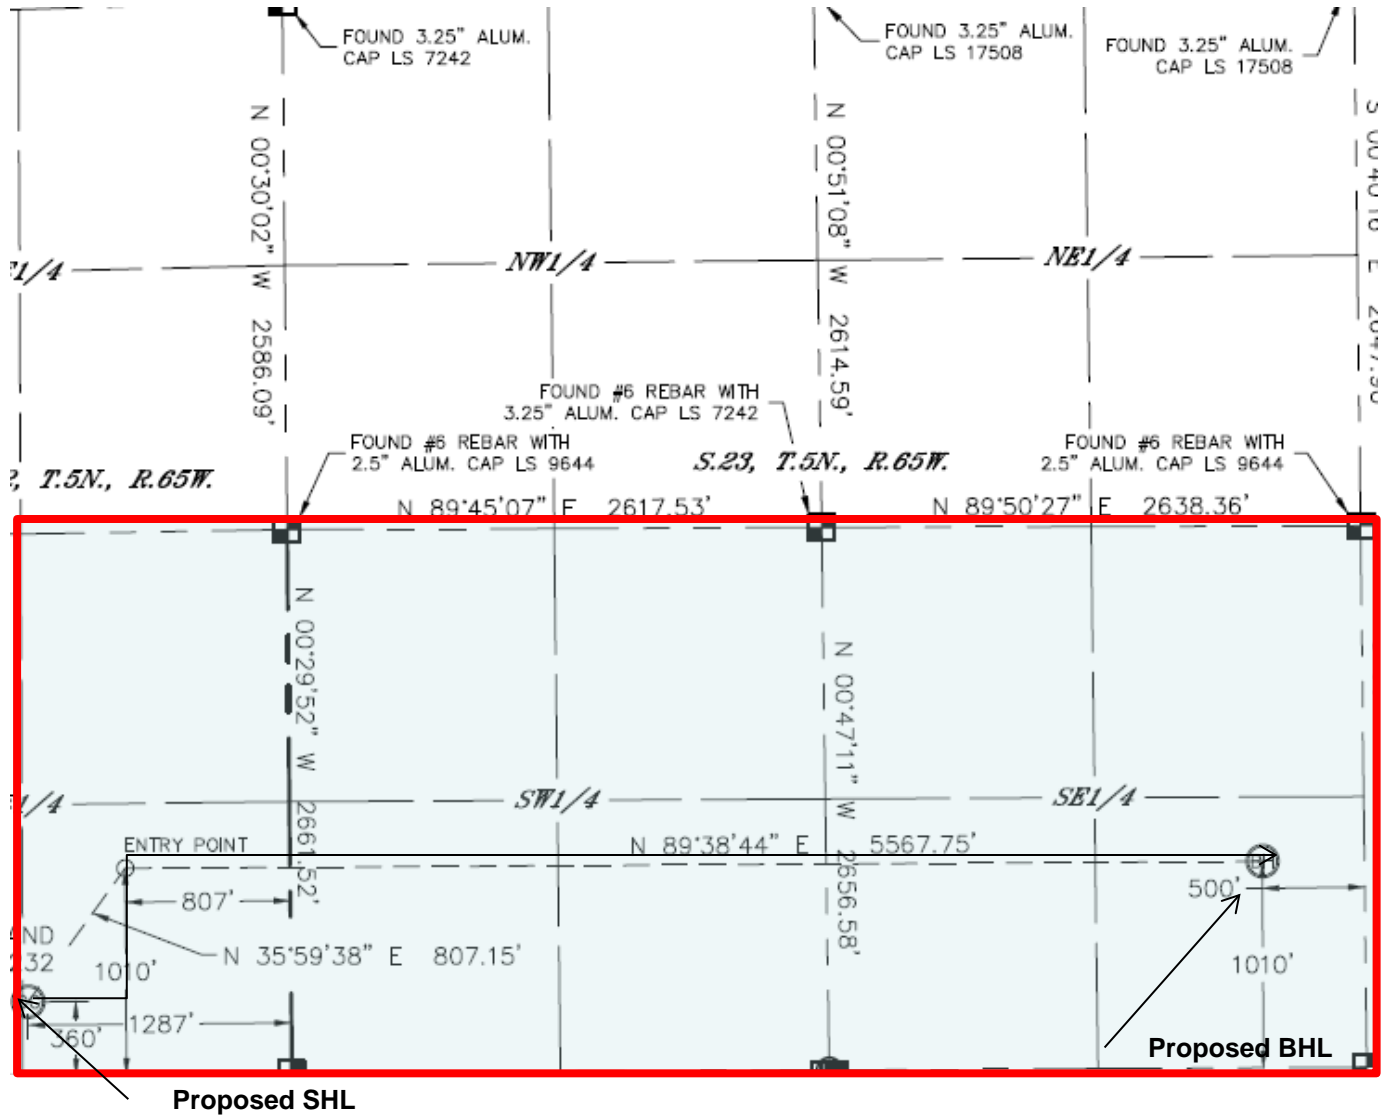 FOUND 3.25" ALUM.
CAP LS 7242
FOUND 3.25" ALUM.
CAP LS 17508
FOUND 3.25" ALUM.
CAP LS 17508
N 00°30'02" W 2586.09'
N 00°51'08" W 2614.59'
1/4
NW1/4
NE1/4
FOUND #6 REBAR WITH
3.25" ALUM. CAP LS 7242
FOUND #6 REBAR WITH
2.5" ALUM. CAP LS 9644
FOUND #6 REBAR WITH
2.5" ALUM. CAP LS 9644
T.5N., R.65W.
S.23, T.5N., R.65W.
N 89°45'07" E 2617.53'
N 89°50'27" E 2638.36'
N 00°29'52" W 2661.52'
N 00°47'11" W 2656.58'
1/4
SW1/4
SE1/4
ENTRY POINT
N 89°38'44" E 5567.75'
807'
500'
N 35°59'38" E 807.15'
1010'
1010'
1287'
360'
Proposed BHL
Proposed SHL